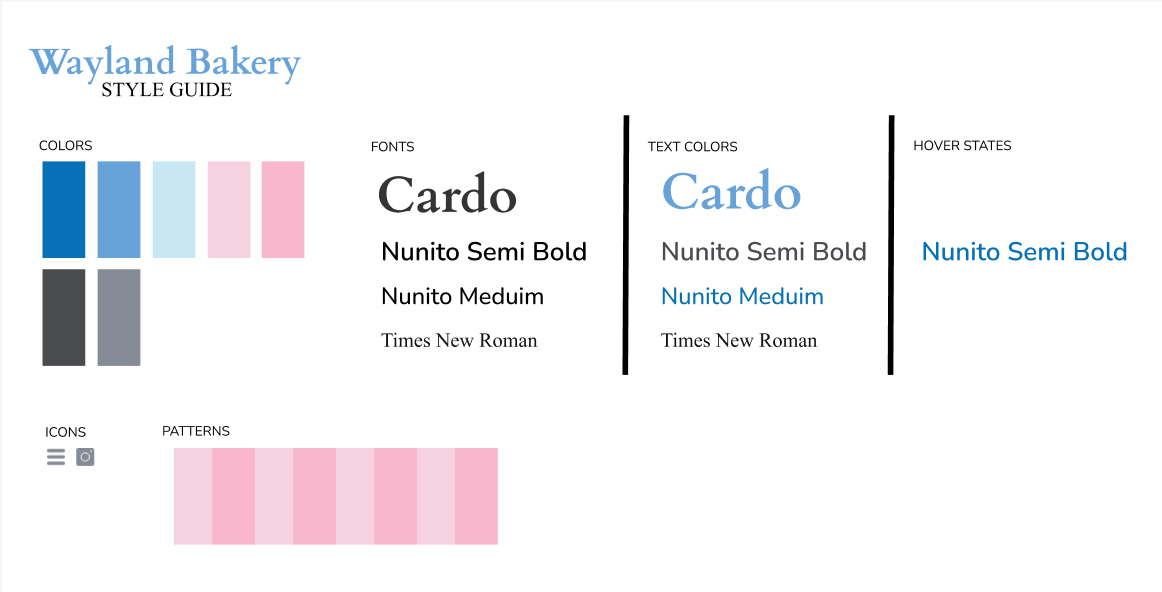 Wayland Bakery
STYLE GUIDE
COLORS
FONTS
Cardo
Nunito Semi Bold
Nunito Meduim
Times New Roman
TEXT COLORS
Cardo
Nunito Semi Bold
Nunito Meduim
Times New Roman
HOVER STATES
Nunito Semi Bold
ICONS
PATTERNS